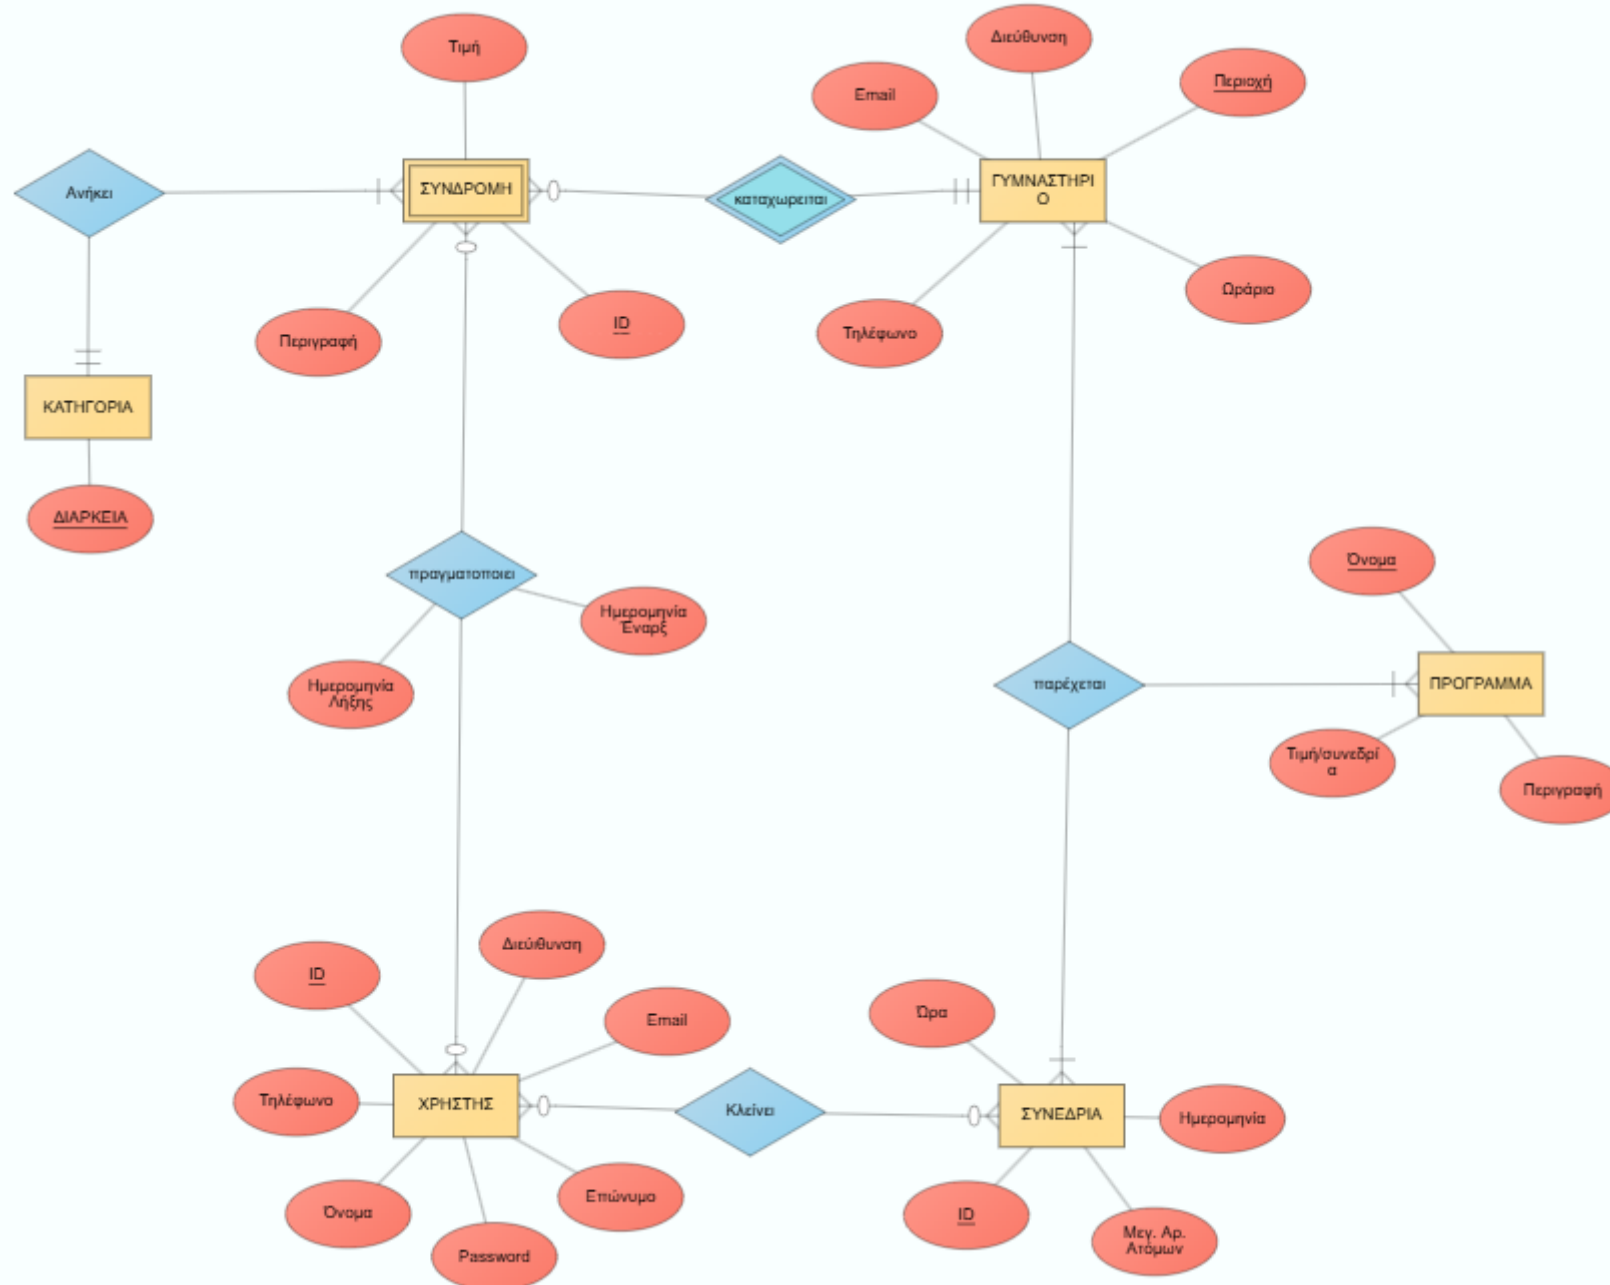 Τιμή
Διεύθυνση
Email
Περιοχή
Ανήκει
ΣΥΝΔΡΟΜΗ
καταχωρειται
ΓΥΜΝΑΣΤΗΡΙ
Ο
Περιγραφή
ID
Τηλέφωνο
Ωράριο
ΚΑΤΗΓΟΡΙΑ
ΔΙΑΡΚΕΙΑ
πραγματοποιει
Ημερομηνία
Έναρξ
Ημερομηνία
Λήξης
Όνομα
παρέχεται
ΠΡΟΓΡΑΜΜΑ
Τιμή/συνεδρί
α
Περιγραφή
ID
Διεύιθυνση
Email
Ώρα
Τηλέφωνο
ΧΡΗΣΤΗΣ
Κλείνει
ΣΥΝΕΔΡΙΑ
Ημερομηνία
Όνομα
Password
Επώνυμο
ID
Μεγ. Αρ.
Ατόμων